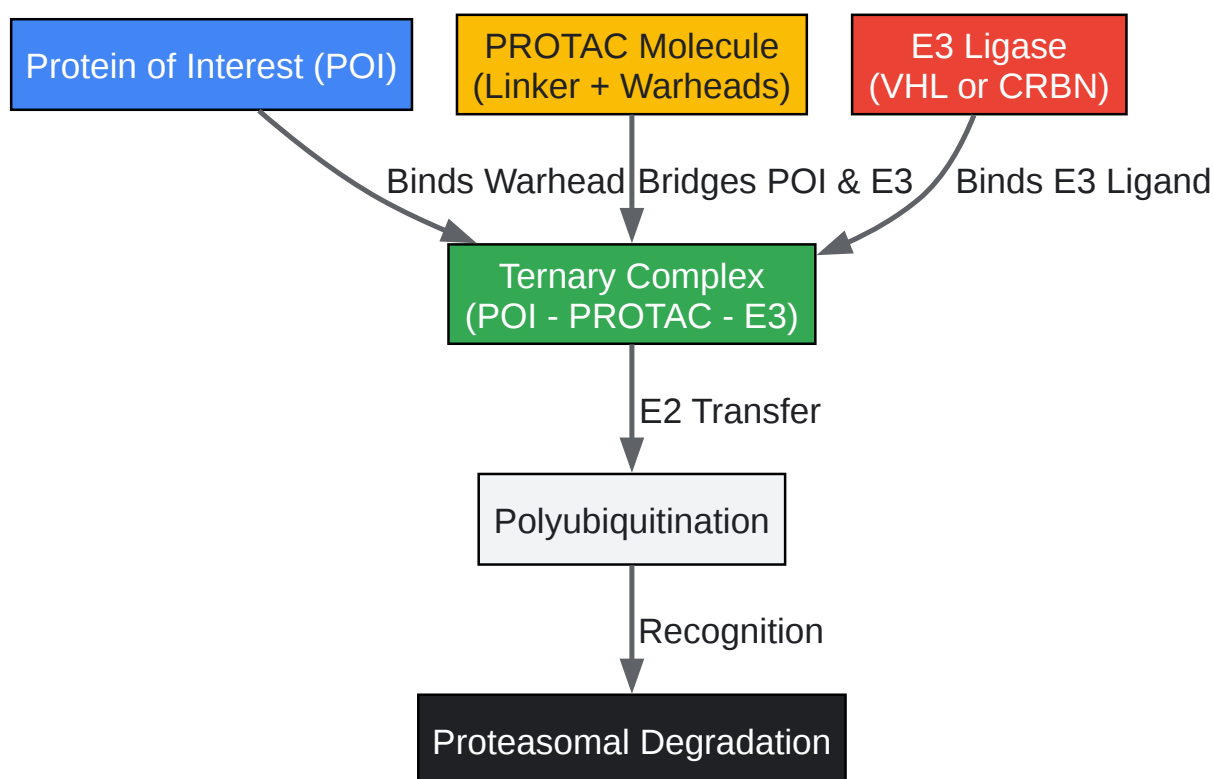 Protein of Interest (POI)
PROTAC Molecule
(Linker + Warheads)
E3 Ligase
(VHL or CRBN)
Binds Warhead
Bridges POI & E3
Binds E3 Ligand
Ternary Complex
(POI - PROTAC - E3)
E2 Transfer
Polyubiquitination
Recognition
Proteasomal Degradation